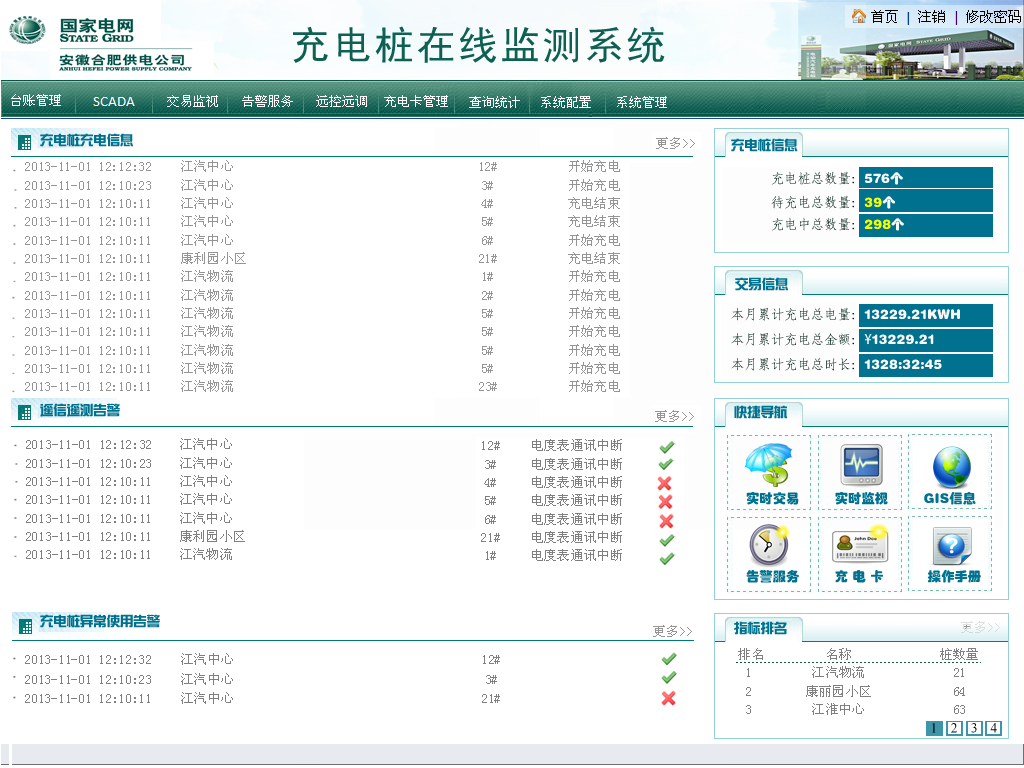 国家电网
STATE GRID
安徽合肥供电公司
ANHUI HEFEI POWER SUPPLY COMPANY
充电桩在线监测系统
首页 | 注销 | 修改密码
国家电网 STATE GRID
台账管理 SCADA 交易监视 告警服务 远控远调 充电卡管理 查询统计 系统配置 系统管理
充电桩充电信息 更多>>
2013-11-01 12:12:32 江汽中心 12# 开始充电
2013-11-01 12:10:23 江汽中心 3# 开始充电
2013-11-01 12:10:11 江汽中心 4# 充电结束
2013-11-01 12:10:11 江汽中心 5# 充电结束
2013-11-01 12:10:11 江汽中心 6# 开始充电
2013-11-01 12:10:11 康利园小区 21# 充电结束
2013-11-01 12:10:11 江汽物流 1# 开始充电
2013-11-01 12:10:11 江汽物流 2# 开始充电
2013-11-01 12:10:11 江汽物流 5# 开始充电
2013-11-01 12:10:11 江汽物流 5# 开始充电
2013-11-01 12:10:11 江汽物流 5# 开始充电
2013-11-01 12:10:11 江汽物流 5# 开始充电
2013-11-01 12:10:11 江汽物流 23# 开始充电
遥信遥测告警 更多>>
2013-11-01 12:12:32 江汽中心 12# 电度表通讯中断
2013-11-01 12:10:23 江汽中心 3# 电度表通讯中断
2013-11-01 12:10:11 江汽中心 4# 电度表通讯中断
2013-11-01 12:10:11 江汽中心 5# 电度表通讯中断
2013-11-01 12:10:11 江汽中心 6# 电度表通讯中断
2013-11-01 12:10:11 康利园小区 21# 电度表通讯中断
2013-11-01 12:10:11 江汽物流 1# 电度表通讯中断
充电桩异常使用告警 更多>>
2013-11-01 12:12:32 江汽中心 12#
2013-11-01 12:10:23 江汽中心 3#
2013-11-01 12:10:11 江汽中心 21#
充电桩信息
充电桩总数量: 576个
待充电总数量: 39个
充电中总数量: 298个
交易信息
本月累计充电总电量: 13229.21KWH
本月累计充电总金额: ¥13229.21
本月累计充电总时长: 1328:32:45
快捷导航
实时交易 实时监视 GIS信息
John Doe
告警服务 充 电 卡 操作手册
指标排名 更多>>
排名 名称 桩数量
1 江汽物流 21
2 康丽园小区 64
3 江淮中心 63
1 2 3 4